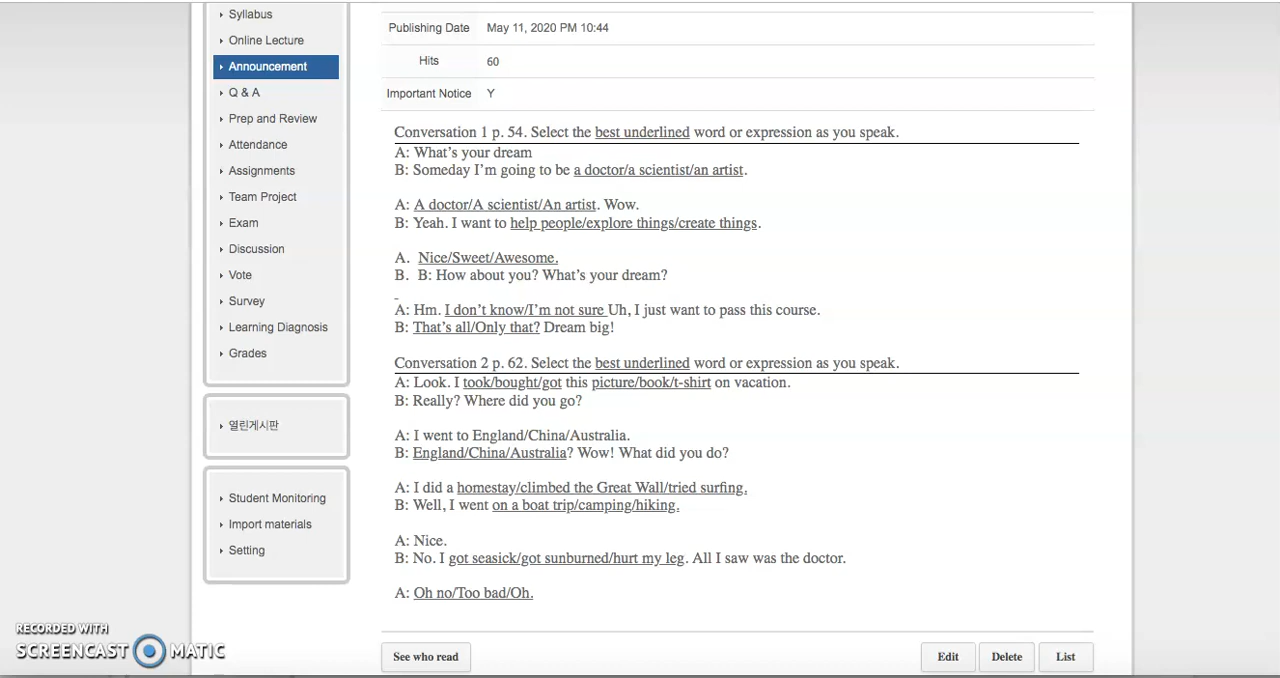 Syllabus
Online Lecture
Announcement
Q & A
Prep and Review
Attendance
Assignments
Team Project
Exam
Discussion
Vote
Survey
Learning Diagnosis
Grades
열린게시판
Student Monitoring
Import materials
Setting
Publishing Date May 11, 2020 PM 10:44
Hits 60
Important Notice Y
Conversation 1 p. 54. Select the best underlined word or expression as you speak.
A: What's your dream
B: Someday I'm going to be a doctor/a scientist/an artist.
A: A doctor/A scientist/An artist. Wow.
B: Yeah. I want to help people/explore things/create things.
A. Nice/Sweet/Awesome.
B. B: How about you? What's your dream?
A: Hm. I don't know/I'm not sure Uh, I just want to pass this course.
B: That's all/Only that? Dream big!
Conversation 2 p. 62. Select the best underlined word or expression as you speak.
A: Look. I took/bought/got this picture/book/t-shirt on vacation.
B: Really? Where did you go?
A: I went to England/China/Australia.
B: England/China/Australia? Wow! What did you do?
A: I did a homestay/climbed the Great Wall/tried surfing.
B: Well, I went on a boat trip/camping/hiking.
A: Nice.
B: No. I got seasick/got sunburned/hurt my leg. All I saw was the doctor.
A: Oh no/Too bad/Oh.
See who read
Edit
Delete
List
RECORDED WITH
SCREENCAST MATIC